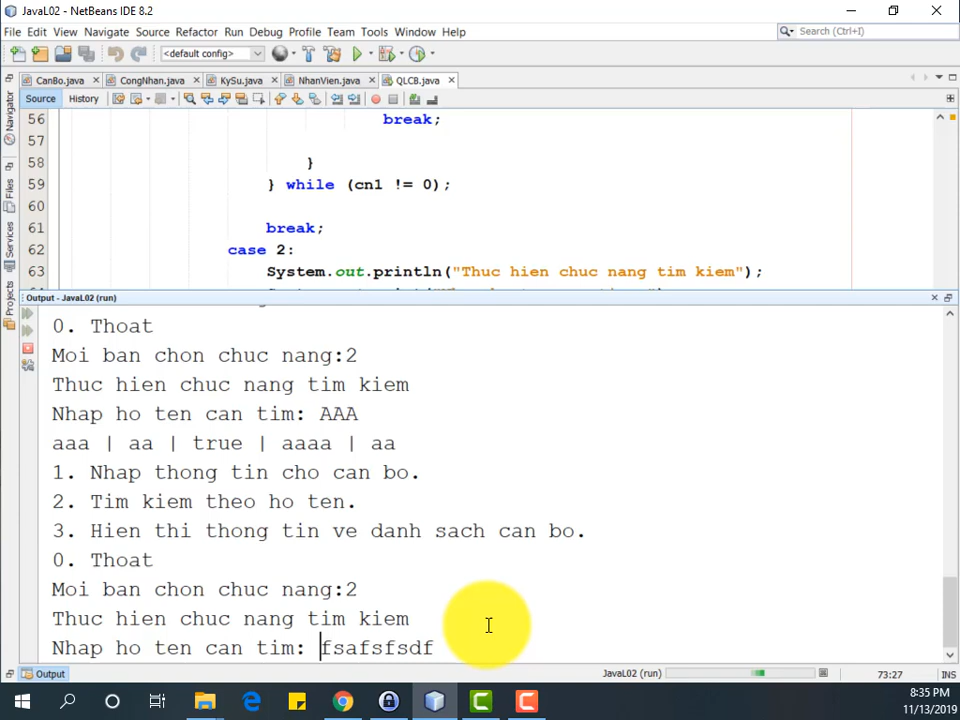 JavaL02 - NetBeans IDE 8.2
File Edit View Navigate Source Refactor Run Debug Profile Team Tools Window Help
Search (Ctrl+I)
<default config>
CanBo.java CongNhan.java KySu.java NhanVien.java QLCB.java
Source History
Navigator
Files
Services
Projects
56 break;
57
58 }
59 } while (cn1 != 0);
60
61 break;
62 case 2:
63 System.out.println("Thuc hien chuc nang tim kiem");
Output - JavaL02 (run)
0. Thoat
Moi ban chon chuc nang:2
Thuc hien chuc nang tim kiem
Nhap ho ten can tim: AAA
aaa | aa | true | aaaa | aa
1. Nhap thong tin cho can bo.
2. Tim kiem theo ho ten.
3. Hien thi thong tin ve danh sach can bo.
0. Thoat
Moi ban chon chuc nang:2
Thuc hien chuc nang tim kiem
Nhap ho ten can tim: fsafsfsdf
Output JavaL02 (run) 73:27 INS
8:35 PM
11/13/2019